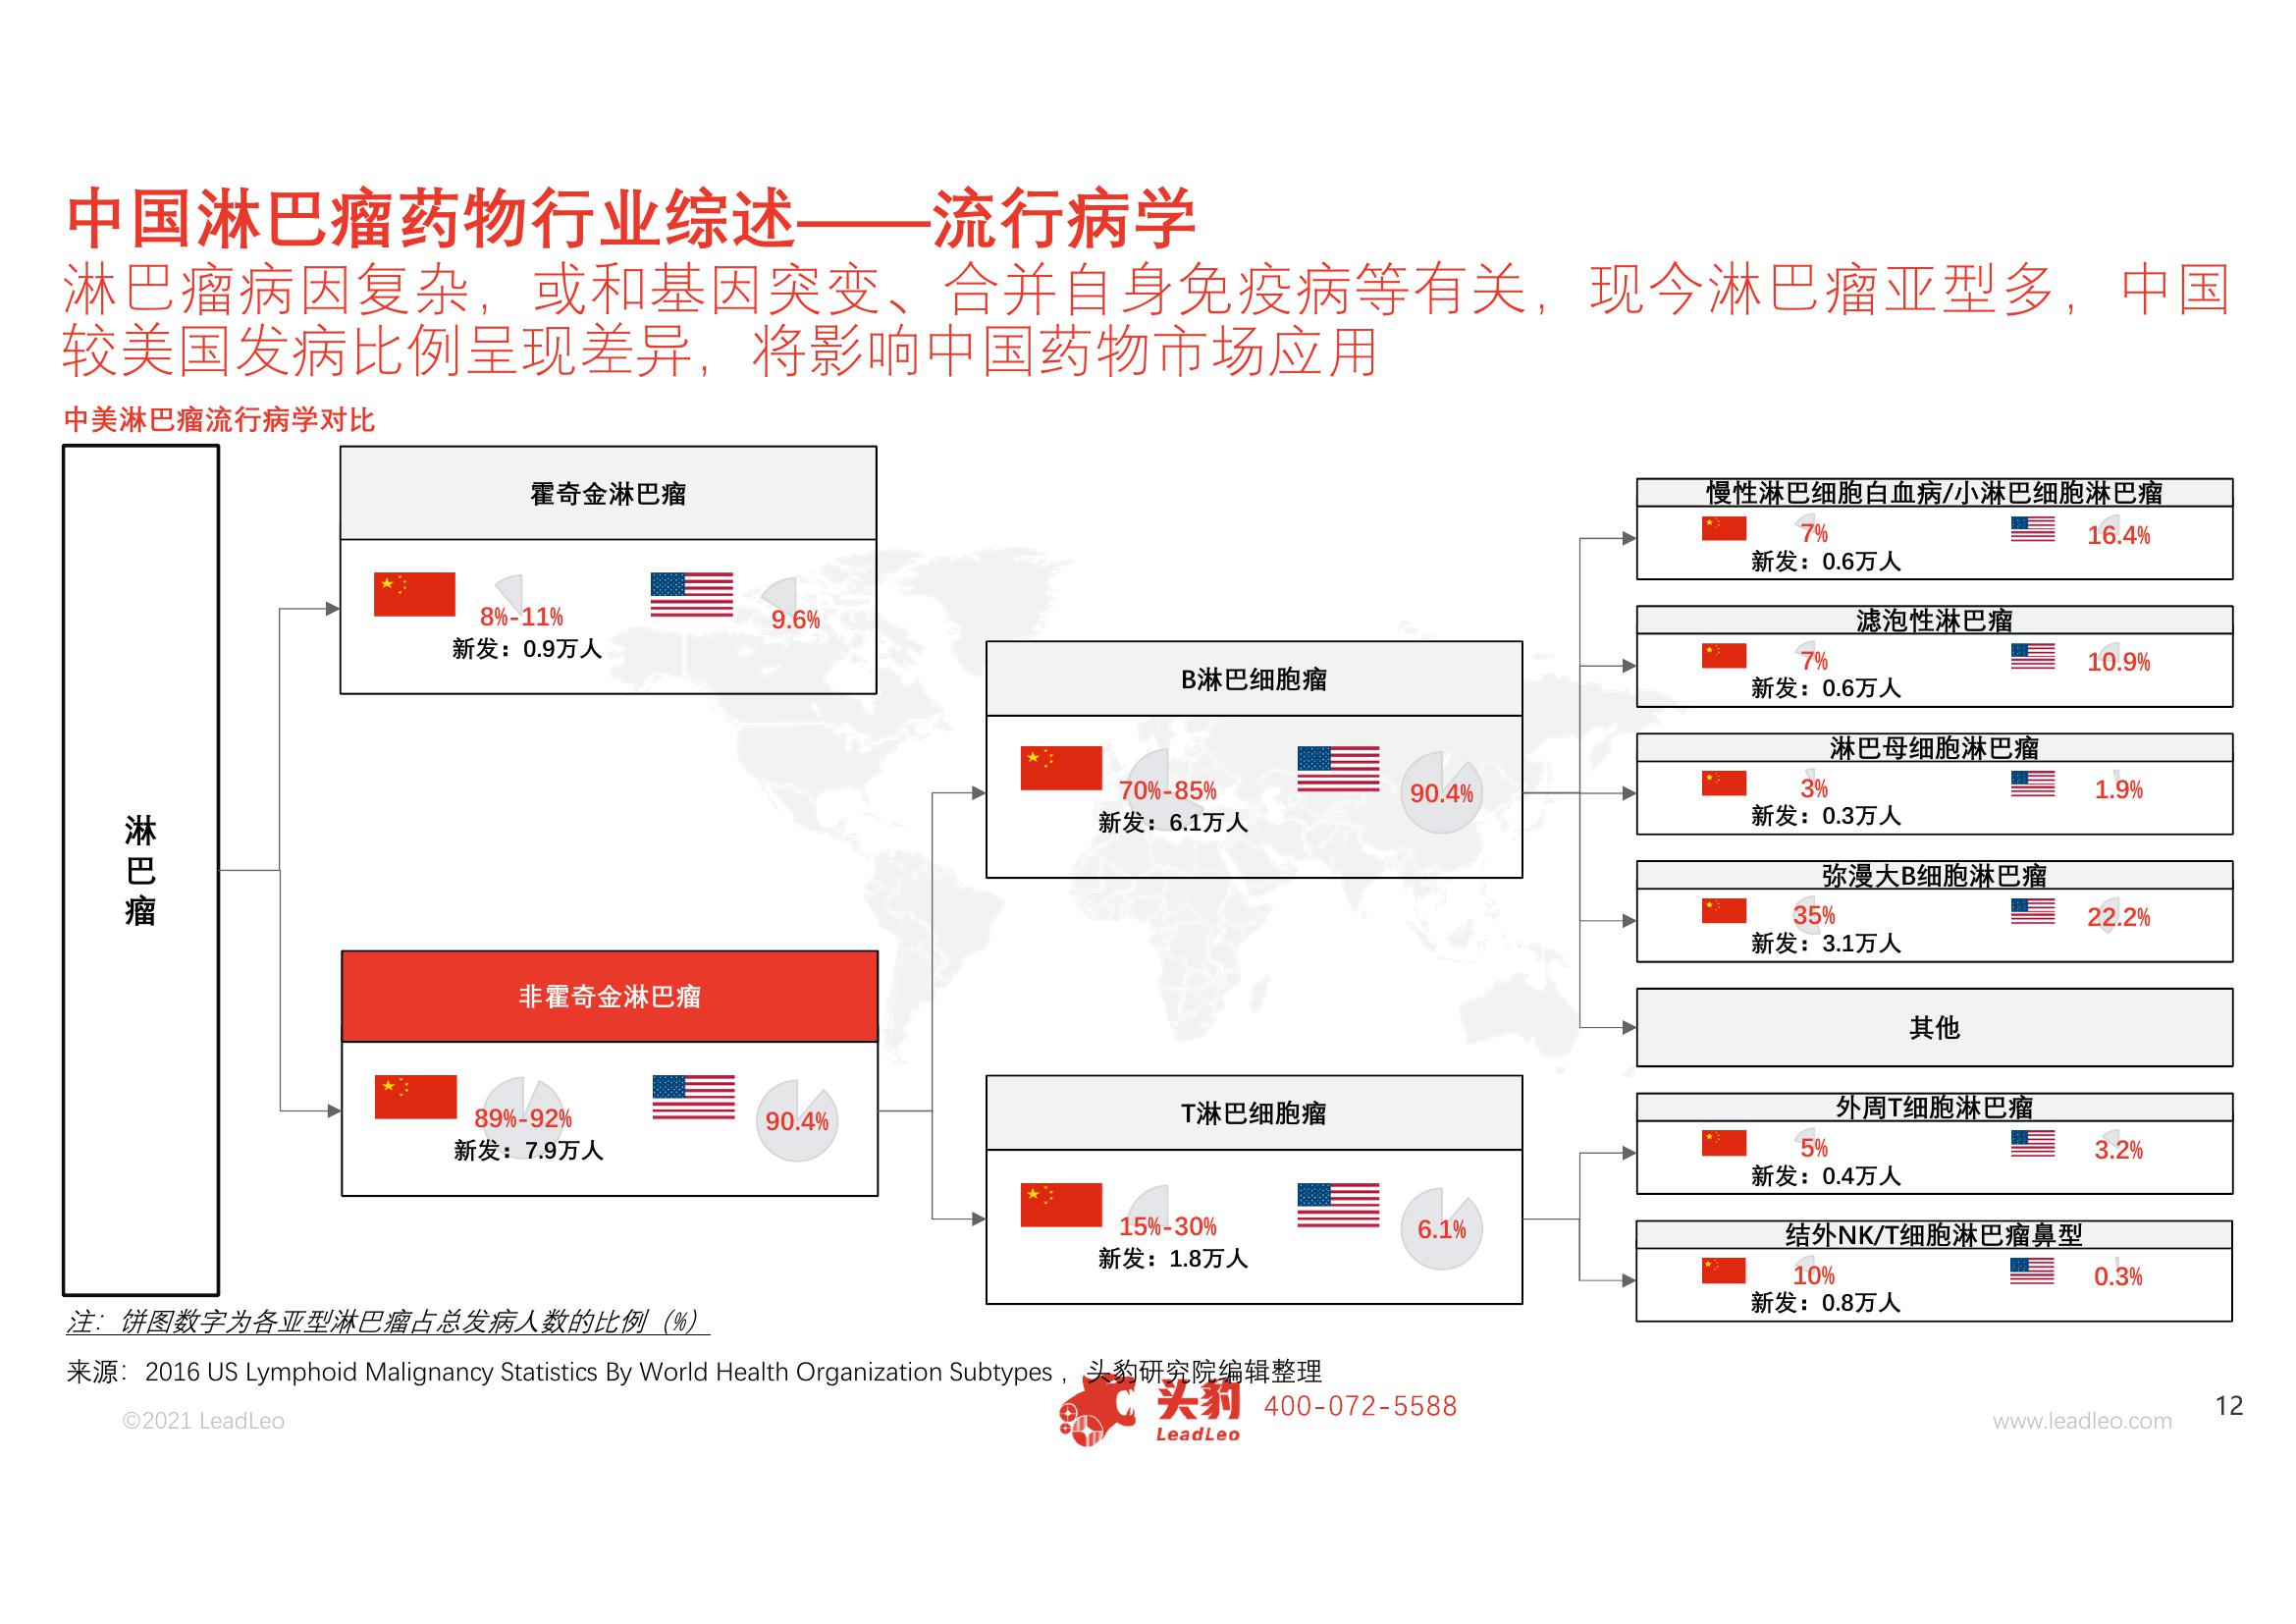 中国淋巴瘤药物行业综述——流行病学
淋巴瘤病因复杂，或和基因突变、合并自身免疫病等有关，现今淋巴瘤亚型多，中国
较美国发病比例呈现差异，将影响中国药物市场应用
中美淋巴瘤流行病学对比
淋
巴
瘤
霍奇金淋巴瘤
8%-11%
9.6%
新发：0.9万人
非霍奇金淋巴瘤
89%-92%
90.4%
新发：7.9万人
B淋巴细胞瘤
70%-85%
90.4%
新发：6.1万人
T淋巴细胞瘤
15%-30%
6.1%
新发：1.8万人
慢性淋巴细胞白血病/小淋巴细胞淋巴瘤
7%
16.4%
新发：0.6万人
滤泡性淋巴瘤
7%
10.9%
新发：0.6万人
淋巴母细胞淋巴瘤
3%
1.9%
新发：0.3万人
弥漫大B细胞淋巴瘤
35%
22.2%
新发：3.1万人
其他
外周T细胞淋巴瘤
5%
3.2%
新发：0.4万人
结外NK/T细胞淋巴瘤鼻型
10%
0.3%
新发：0.8万人
注：饼图数字为各亚型淋巴瘤占总发病人数的比例（%）
来源：2016 US Lymphoid Malignancy Statistics By World Health Organization Subtypes，头豹研究院编辑整理
©2021 LeadLeo
头豹
LeadLeo
400-072-5588
www.leadleo.com
12